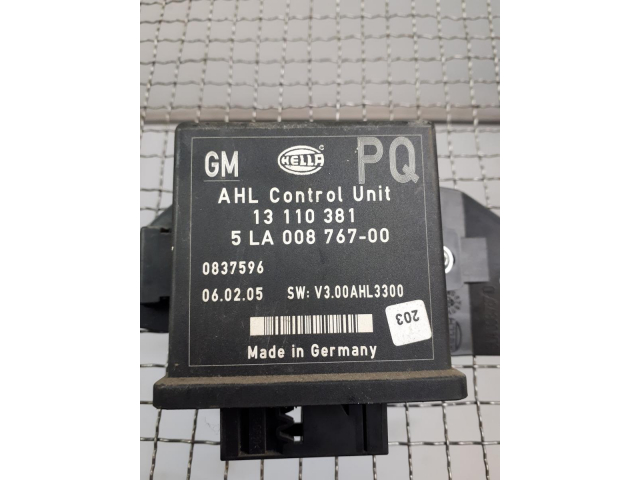 GM HELLA PQ
AHL Control Unit
13 110 381
5 LA 008 767-00
0837596
06.02.05 SW: V3.00AHL3300
203
Made in Germany